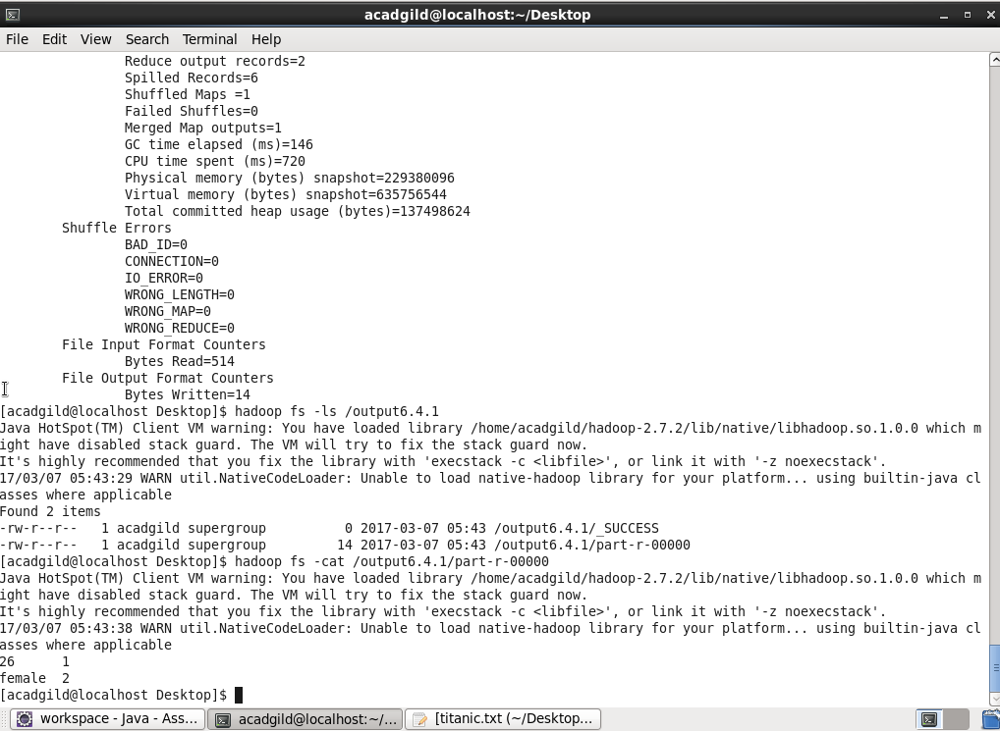 acadgild@localhost:~/Desktop
File Edit View Search Terminal Help
Reduce output records=2
Spilled Records=6
Shuffled Maps =1
Failed Shuffles=0
Merged Map outputs=1
GC time elapsed (ms)=146
CPU time spent (ms)=720
Physical memory (bytes) snapshot=229380096
Virtual memory (bytes) snapshot=635756544
Total committed heap usage (bytes)=137498624
Shuffle Errors
BAD_ID=0
CONNECTION=0
IO_ERROR=0
WRONG_LENGTH=0
WRONG_MAP=0
WRONG_REDUCE=0
File Input Format Counters
Bytes Read=514
File Output Format Counters
Bytes Written=14
[acadgild@localhost Desktop]$ hadoop fs -ls /output6.4.1
Java HotSpot(TM) Client VM warning: You have loaded library /home/acadgild/hadoop-2.7.2/lib/native/libhadoop.so.1.0.0 which m
ight have disabled stack guard. The VM will try to fix the stack guard now.
It's highly recommended that you fix the library with 'execstack -c <libfile>', or link it with '-z noexecstack'.
17/03/07 05:43:29 WARN util.NativeCodeLoader: Unable to load native-hadoop library for your platform... using builtin-java cl
asses where applicable
Found 2 items
-rw-r--r--   1 acadgild supergroup          0 2017-03-07 05:43 /output6.4.1/_SUCCESS
-rw-r--r--   1 acadgild supergroup         14 2017-03-07 05:43 /output6.4.1/part-r-00000
[acadgild@localhost Desktop]$ hadoop fs -cat /output6.4.1/part-r-00000
Java HotSpot(TM) Client VM warning: You have loaded library /home/acadgild/hadoop-2.7.2/lib/native/libhadoop.so.1.0.0 which m
ight have disabled stack guard. The VM will try to fix the stack guard now.
It's highly recommended that you fix the library with 'execstack -c <libfile>', or link it with '-z noexecstack'.
17/03/07 05:43:38 WARN util.NativeCodeLoader: Unable to load native-hadoop library for your platform... using builtin-java cl
asses where applicable
26      1
female  2
[acadgild@localhost Desktop]$
workspace - Java - Ass... acadgild@localhost:~/... [titanic.txt (~/Desktop...